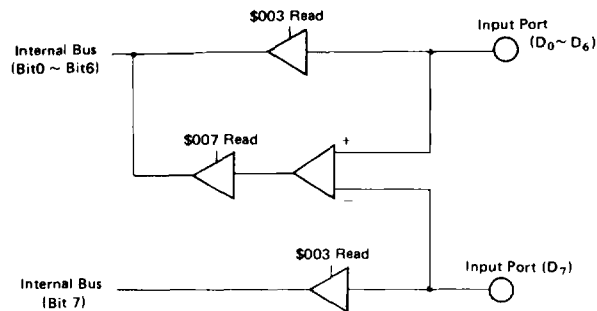 $003 Read
Input Port
(D₀~ D₆)
Internal Bus
(Bit0 ~ Bit6)
$007 Read
+
−
$003 Read
Input Port (D₇)
Internal Bus
(Bit 7)